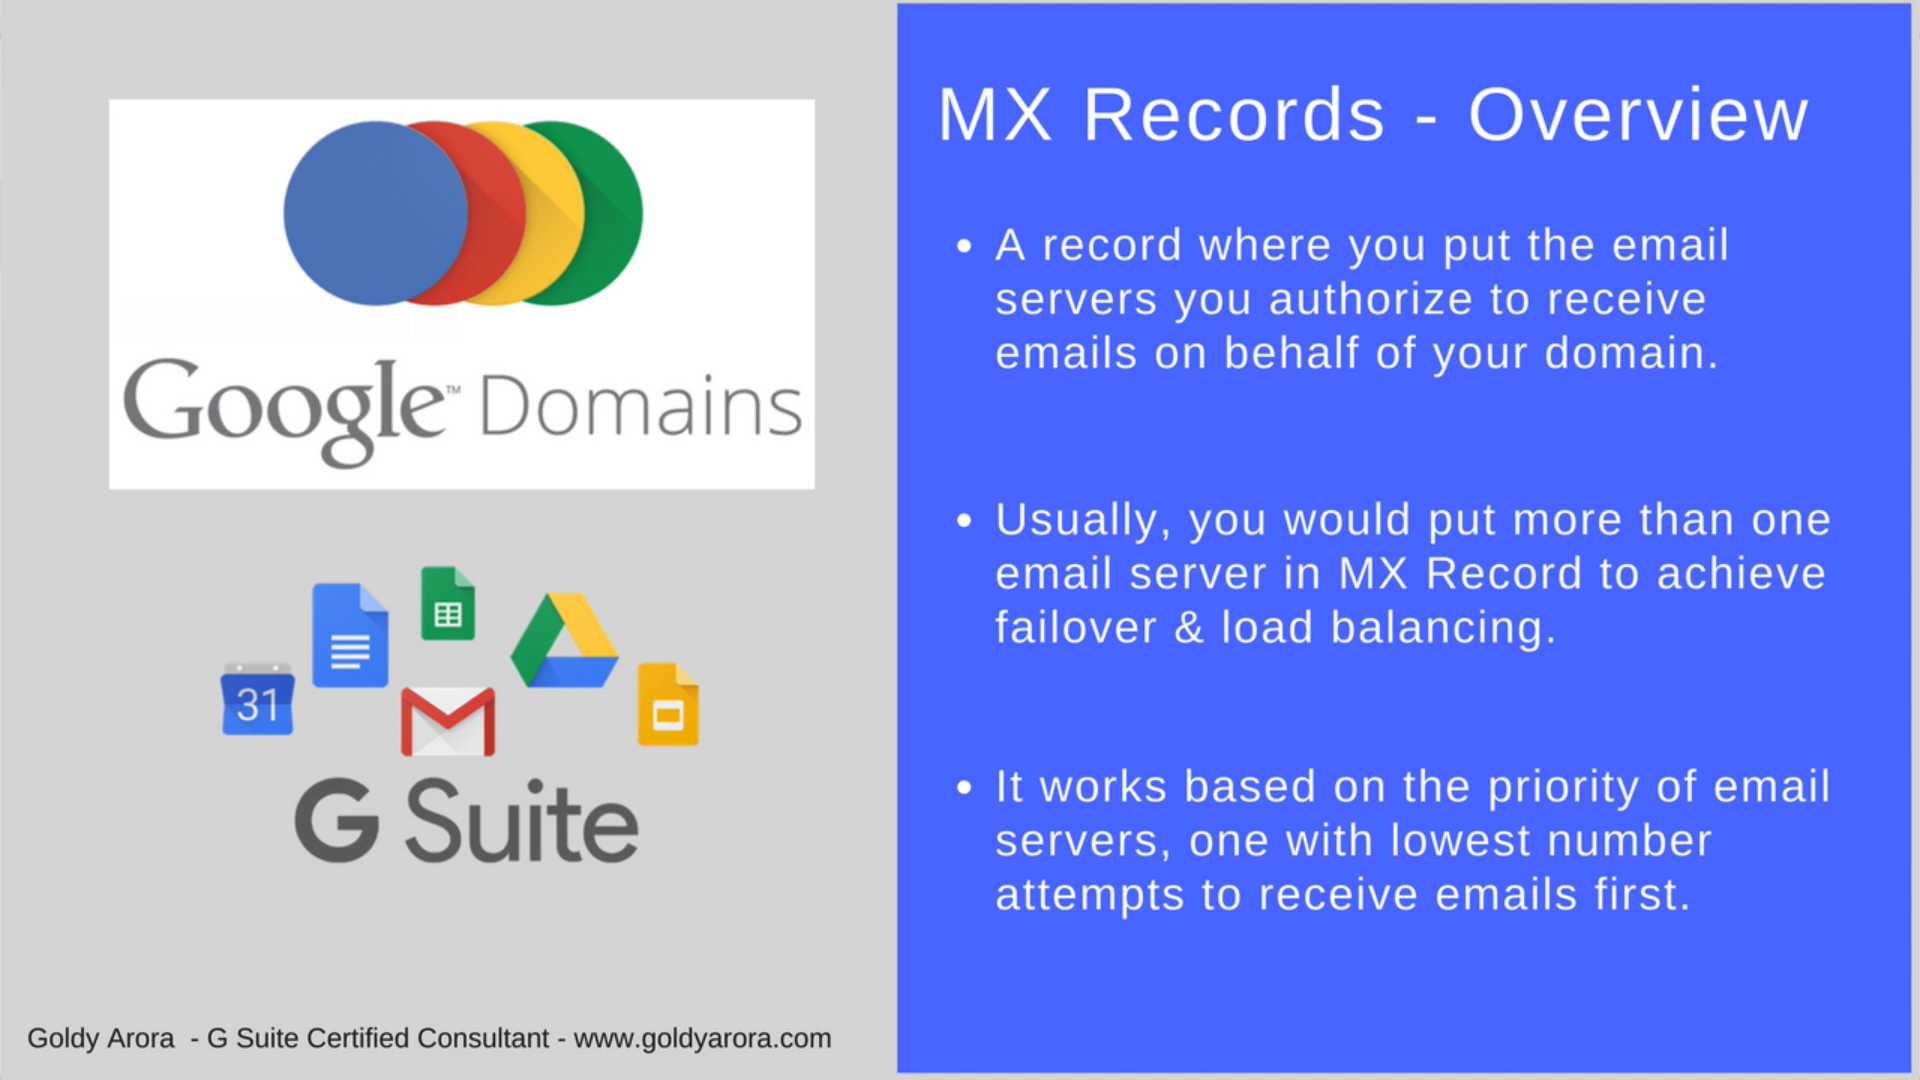 Google™ Domains
31
G Suite
Goldy Arora - G Suite Certified Consultant - www.goldyarora.com
MX Records - Overview
• A record where you put the email
servers you authorize to receive
emails on behalf of your domain.
• Usually, you would put more than one
email server in MX Record to achieve
failover & load balancing.
• It works based on the priority of email
servers, one with lowest number
attempts to receive emails first.